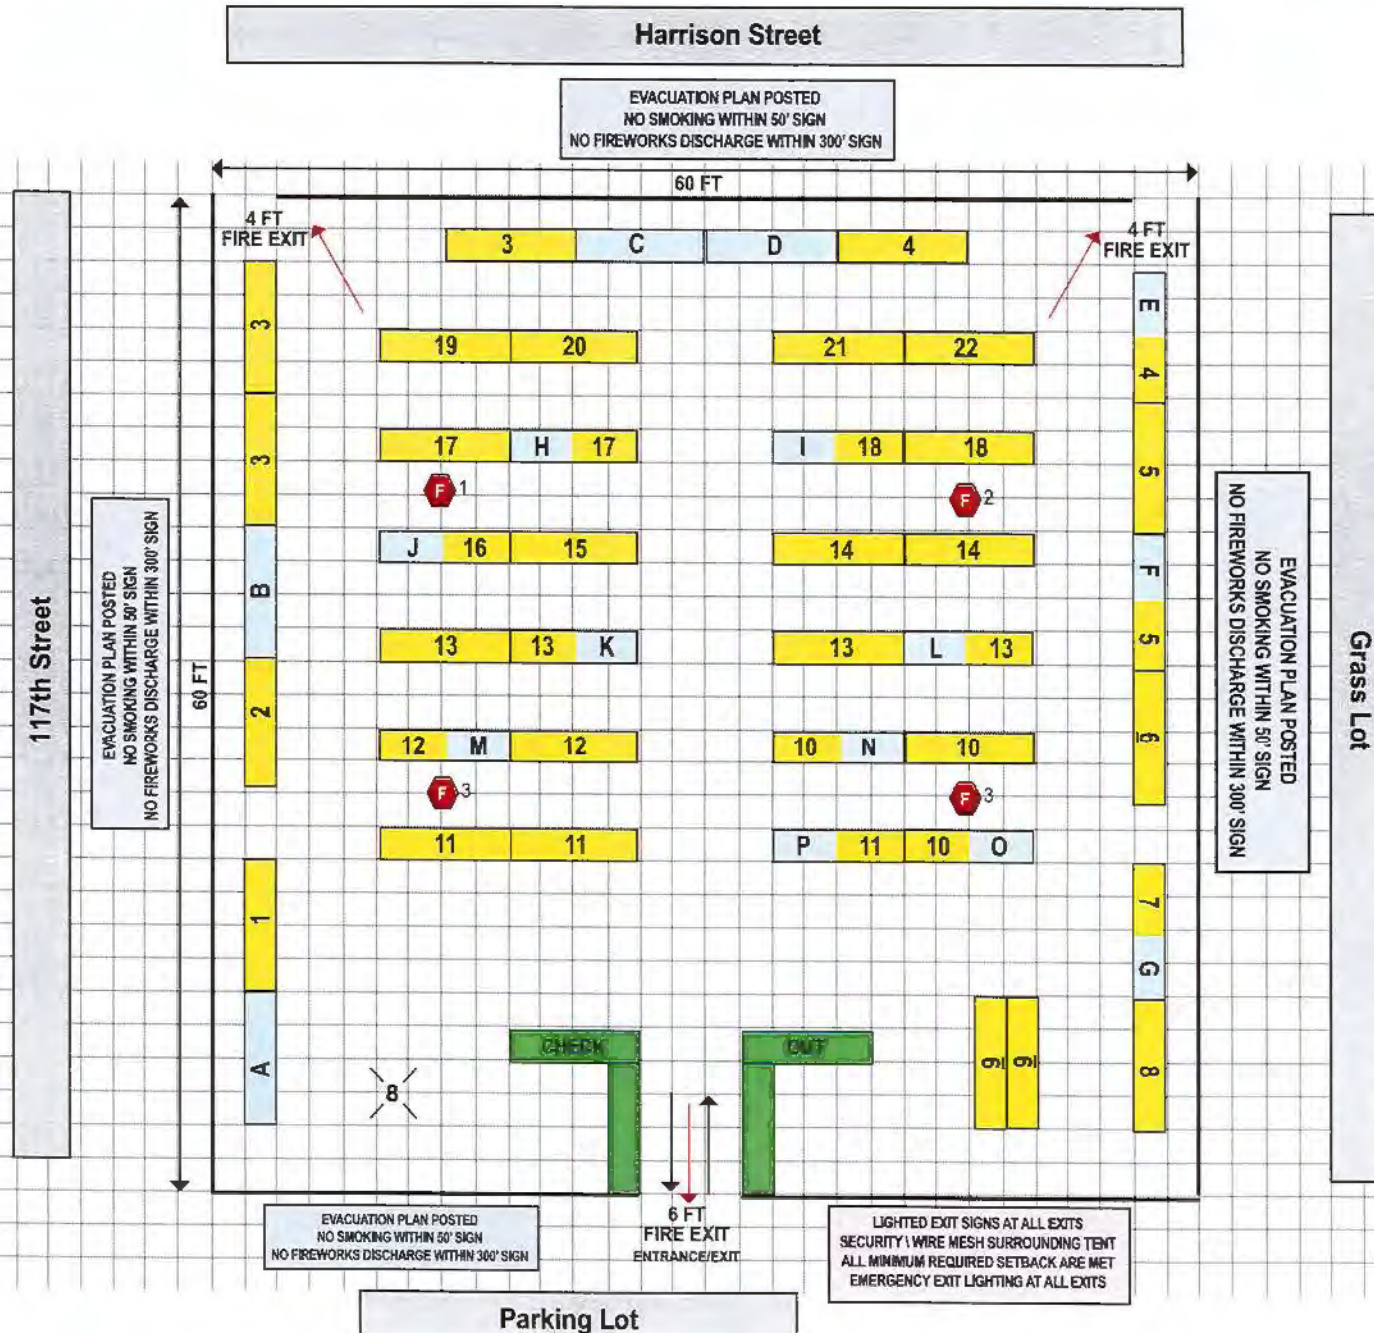 Harrison Street
EVACUATION PLAN POSTED
NO SMOKING WITHIN 50' SIGN
NO FIREWORKS DISCHARGE WITHIN 300' SIGN
60 FT
4 FT
FIRE EXIT
3 C D 4
4 FT
FIRE EXIT
3
3
B
2
1
A
19 20
21 22
17 H 17
I 18 18
F 1
F 2
J 16 15
14 14
13 13 K
13 L 13
12 M 12
10 N 10
F 3
F 3
11 11
P 11 10 O
E
4
5
F
5
6
7
G
8
6
6
8
CHECK
OUT
117th Street
EVACUATION PLAN POSTED
NO SMOKING WITHIN 50' SIGN
NO FIREWORKS DISCHARGE WITHIN 300' SIGN
60 FT
EVACUATION PLAN POSTED
NO SMOKING WITHIN 50' SIGN
NO FIREWORKS DISCHARGE WITHIN 300' SIGN
Grass Lot
EVACUATION PLAN POSTED
NO SMOKING WITHIN 50' SIGN
NO FIREWORKS DISCHARGE WITHIN 300' SIGN
6 FT
FIRE EXIT
ENTRANCE/EXIT
LIGHTED EXIT SIGNS AT ALL EXITS
SECURITY \ WIRE MESH SURROUNDING TENT
ALL MINIMUM REQUIRED SETBACK ARE MET
EMERGENCY EXIT LIGHTING AT ALL EXITS
Parking Lot